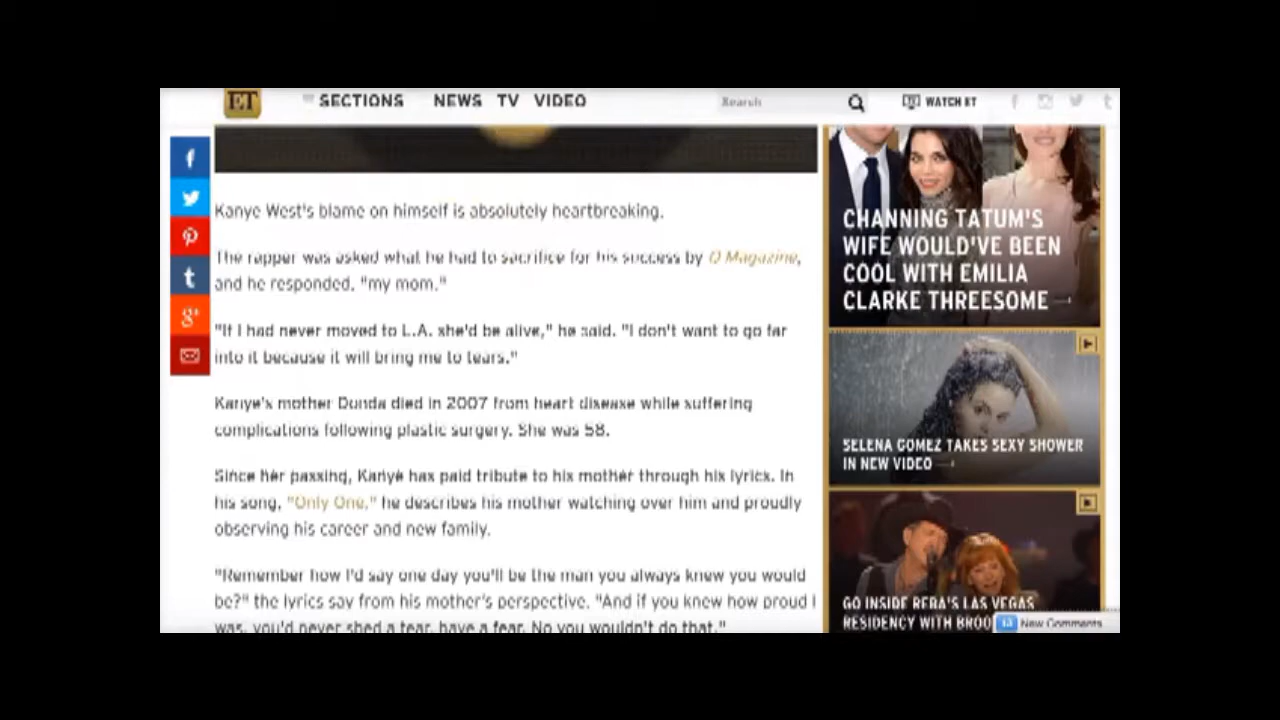 ET
SECTIONS NEWS TV VIDEO Search WATCH ET
Kanye West's blame on himself is absolutely heartbreaking.
The rapper was asked what he had to sacrifice for his success by Q Magazine,
and he responded, "my mom."
"If I had never moved to L.A. she'd be alive," he said. "I don't want to go far
into it because it will bring me to tears."
Kanye's mother Donda died in 2007 from heart disease while suffering
complications following plastic surgery. She was 58.
Since her passing, Kanye has paid tribute to his mother through his lyrics. In
his song, "Only One," he describes his mother watching over him and proudly
observing his career and new family.
"Remember how I'd say one day you'll be the man you always knew you would
be?" the lyrics say from his mother's perspective. "And if you knew how proud I
was, you'd never shed a tear, have a fear. No you wouldn't do that."
CHANNING TATUM'S
WIFE WOULD'VE BEEN
COOL WITH EMILIA
CLARKE THREESOME
SELENA GOMEZ TAKES SEXY SHOWER
IN NEW VIDEO
GO INSIDE REBA'S LAS VEGAS
RESIDENCY WITH BROO
New Comments